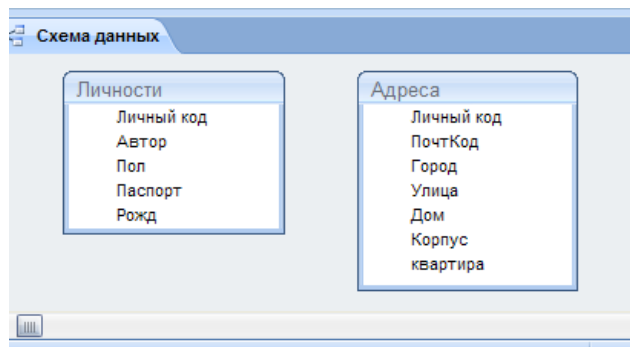 Схема данных
Личности
Личный код
Автор
Пол
Паспорт
Рожд
Адреса
Личный код
ПочтКод
Город
Улица
Дом
Корпус
квартира